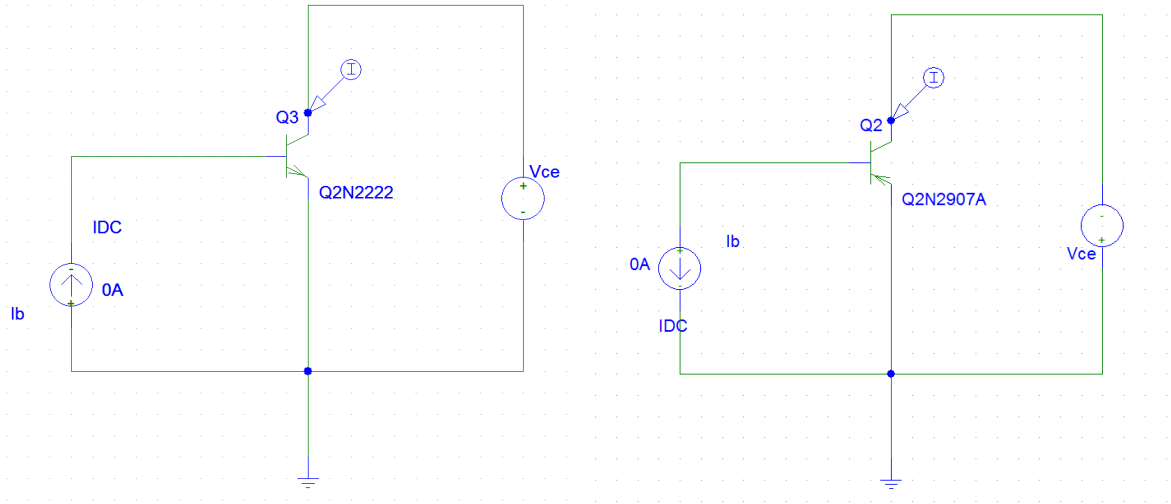 I
Q3
Q2N2222
Vce
+
-
IDC
-
0A
+
Ib
I
Q2
Q2N2907A
-
+
Vce
Ib
+
0A
-
IDC